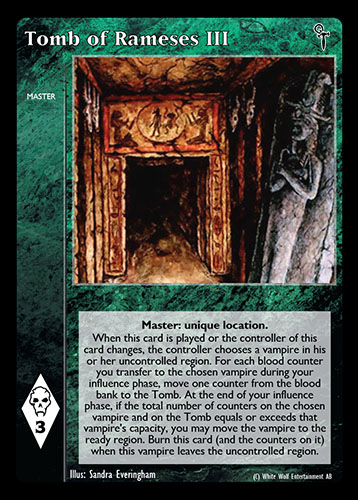 Tomb of Rameses III
MASTER
Master: unique location.
When this card is played or the controller of this
card changes, the controller chooses a vampire in his
or her uncontrolled region. For each blood counter
you transfer to the chosen vampire during your
influence phase, move one counter from the blood
bank to the Tomb. At the end of your influence
phase, if the total number of counters on the chosen
vampire and on the Tomb equals or exceeds that
vampire's capacity, you may move the vampire to the
ready region. Burn this card (and the counters on it)
when this vampire leaves the uncontrolled region.
3
Illus: Sandra Everingham
(C) White Wolf Entertainment AB